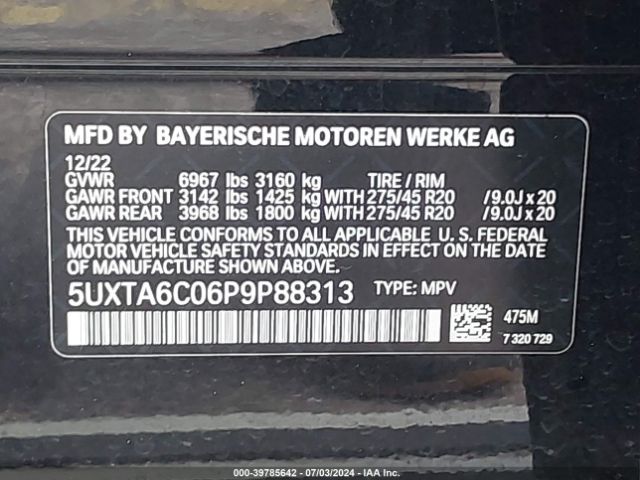 MFD BY BAYERISCHE MOTOREN WERKE AG
12/22
GVWR 6967 lbs 3160 kg TIRE / RIM
GAWR FRONT 3142 lbs 1425 kg WITH 275/45 R20 /9.0J x 20
GAWR REAR 3968 lbs 1800 kg WITH 275/45 R20 /9.0J x 20
THIS VEHICLE CONFORMS TO ALL APPLICABLE U. S. FEDERAL
MOTOR VEHICLE SAFETY STANDARDS IN EFFECT ON THE DATE
OF MANUFACTURE SHOWN ABOVE.
5UXTA6C06P9P88313 TYPE: MPV
475M
7 320 729
000-39785642 - 07/03/2024 - IAA Inc.